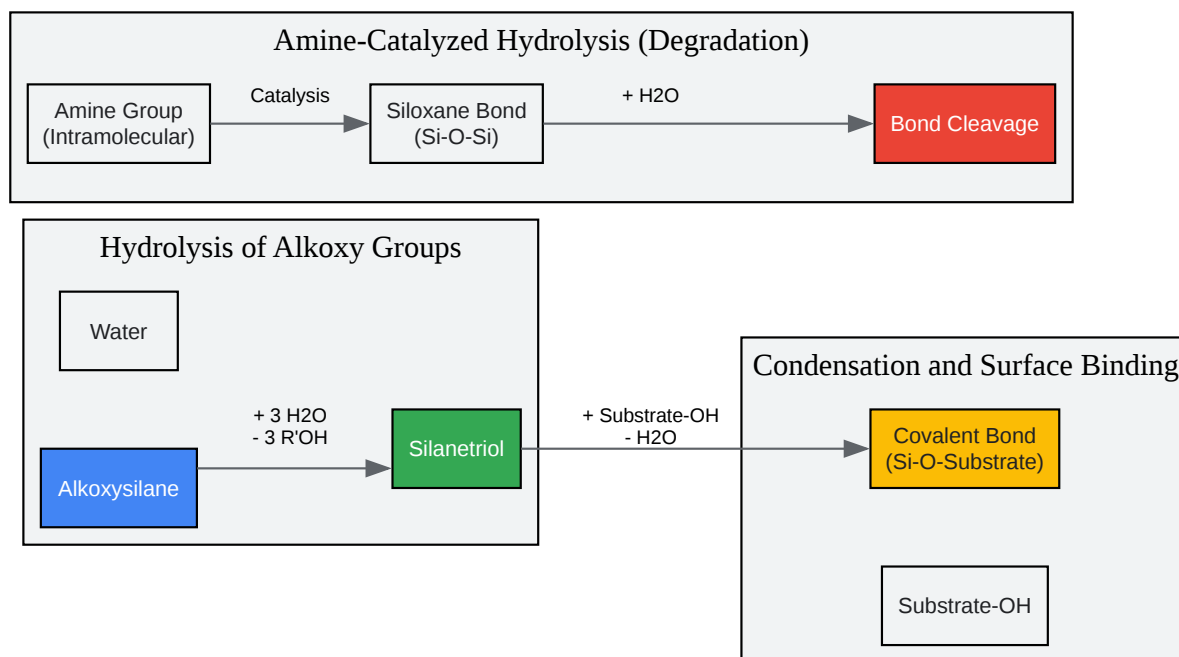 Amine-Catalyzed Hydrolysis (Degradation)
Amine Group
(Intramolecular)
Catalysis
Siloxane Bond
(Si-O-Si)
+ H2O
Bond Cleavage
Hydrolysis of Alkoxy Groups
Water
Alkoxysilane
+ 3 H2O
- 3 R'OH
Silanetriol
+ Substrate-OH
- H2O
Condensation and Surface Binding
Covalent Bond
(Si-O-Substrate)
Substrate-OH